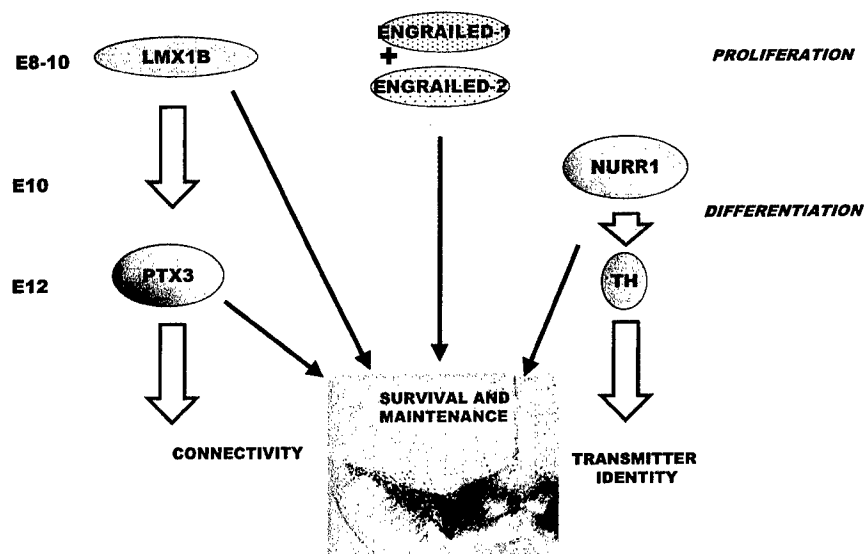 E8-10
LMX1B
ENGRAILED-1
+
ENGRAILED-2
PROLIFERATION
E10
NURR1
DIFFERENTIATION
E12
PTX3
TH
SURVIVAL AND
MAINTENANCE
CONNECTIVITY
TRANSMITTER
IDENTITY